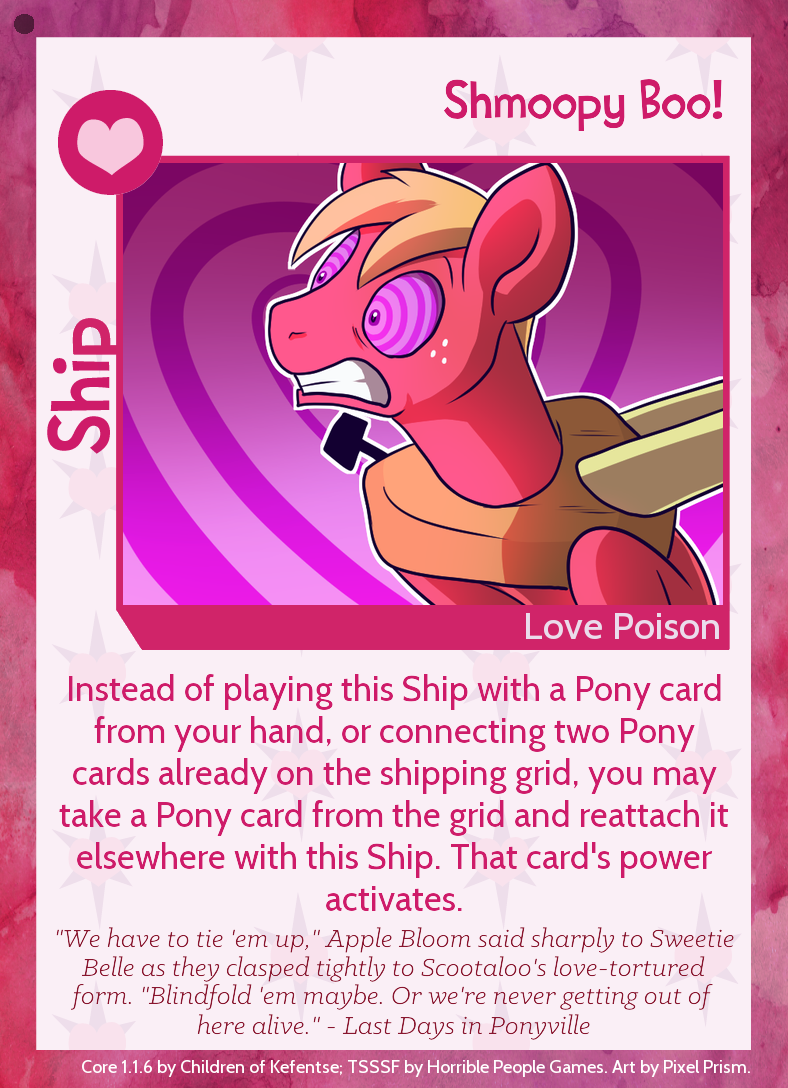 Shmoopy Boo!
Ship
Love Poison
Instead of playing this Ship with a Pony card
from your hand, or connecting two Pony
cards already on the shipping grid, you may
take a Pony card from the grid and reattach it
elsewhere with this Ship. That card's power
activates.
"We have to tie 'em up," Apple Bloom said sharply to Sweetie
Belle as they clasped tightly to Scootaloo's love-tortured
form. "Blindfold 'em maybe. Or we're never getting out of
here alive." - Last Days in Ponyville
Core 1.1.6 by Children of Kefentse; TSSSF by Horrible People Games. Art by Pixel Prism.